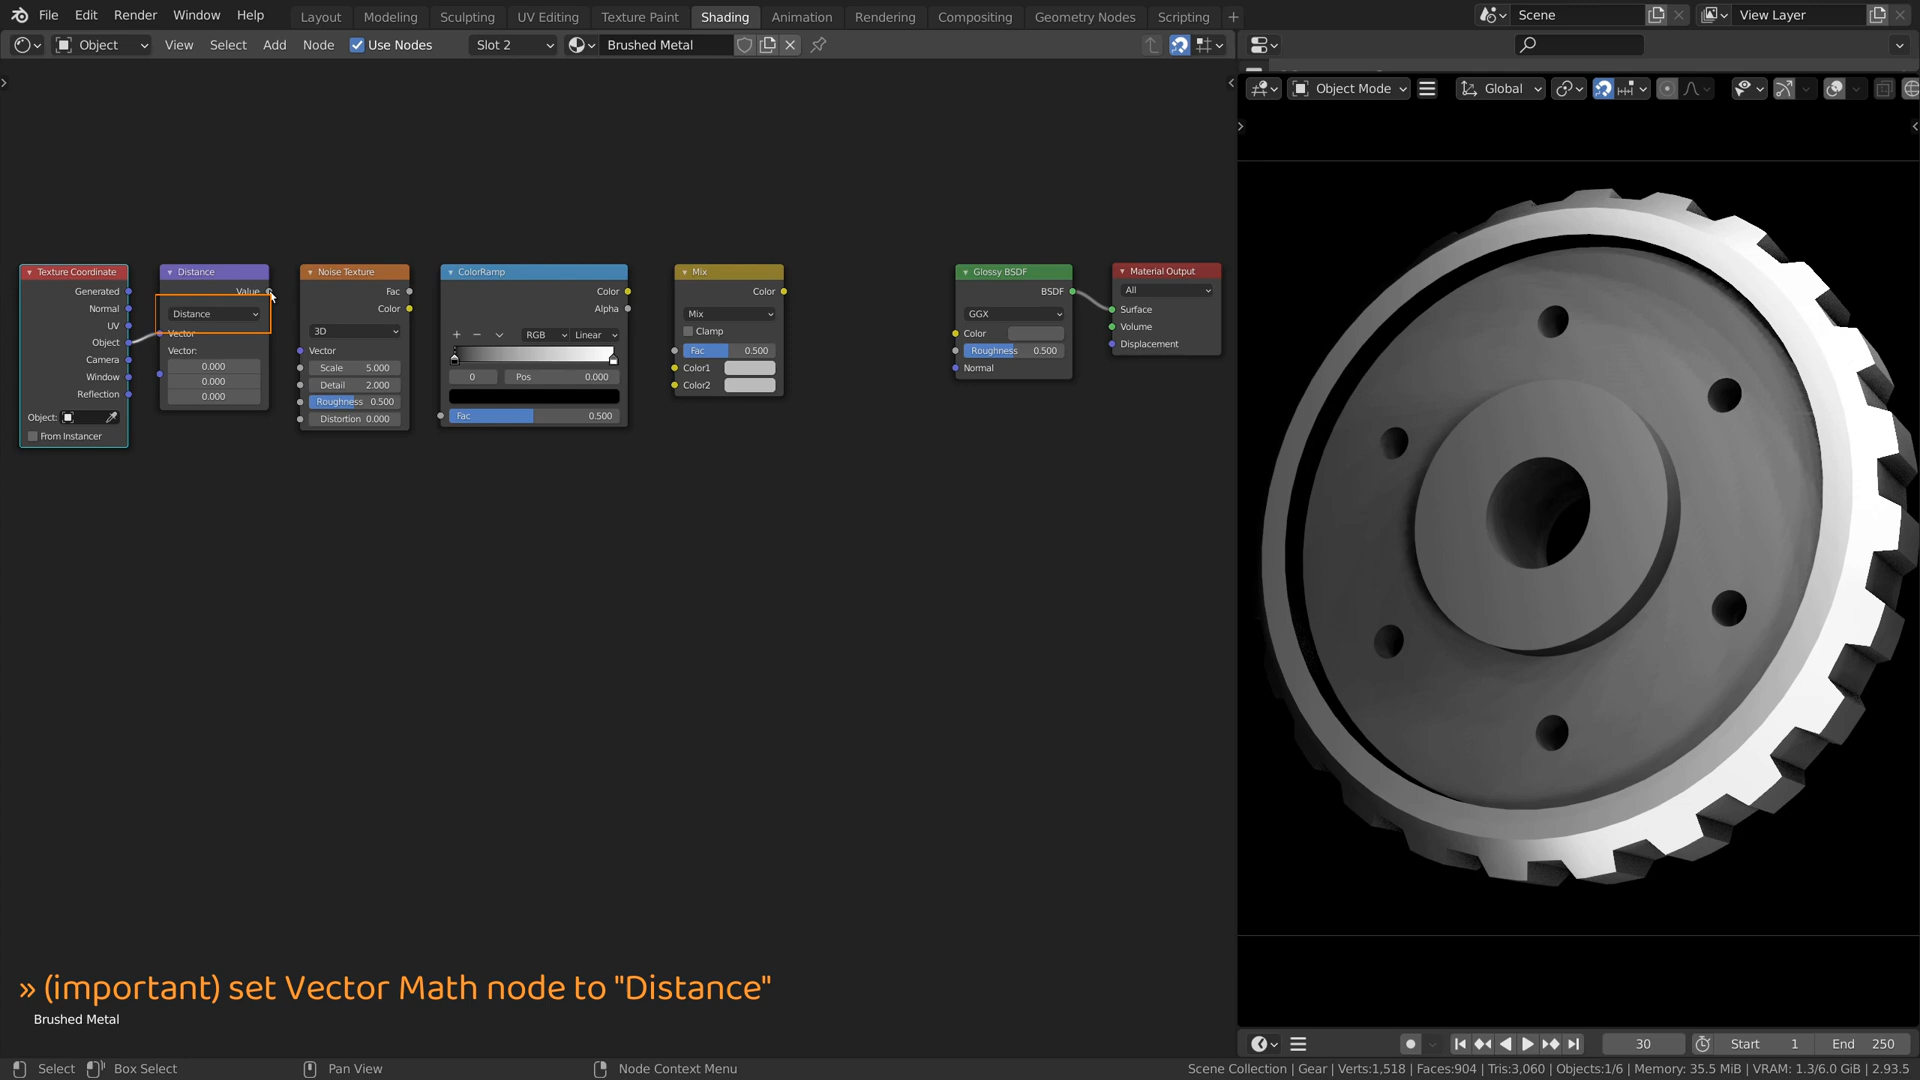 File Edit Render Window Help Layout Modeling Sculpting UV Editing Texture Paint Shading Animation Rendering Compositing Geometry Nodes Scripting + Scene View Layer
Object View Select Add Node Use Nodes Slot 2 Brushed Metal
Object Mode Global
Texture Coordinate
Generated
Normal
UV
Object
Camera
Window
Reflection
Object:
From Instancer
Distance
Value
Distance
Vector
Vector:
0.000
0.000
0.000
Noise Texture
Fac
Color
3D
Vector
Scale 5.000
Detail 2.000
Roughness 0.500
Distortion 0.000
ColorRamp
Color
Alpha
+ − RGB Linear
0 Pos 0.000
Fac 0.500
Mix
Color
Mix
Clamp
Fac 0.500
Color1
Color2
Glossy BSDF
BSDF
GGX
Color
Roughness 0.500
Normal
Material Output
All
Surface
Volume
Displacement
» (important) set Vector Math node to "Distance"
Brushed Metal
30 Start 1 End 250
Select Box Select Pan View Node Context Menu
Scene Collection | Gear | Verts:1,518 | Faces:904 | Tris:3,060 | Objects:1/6 | Memory: 35.5 MiB | VRAM: 1.3/6.0 GiB | 2.93.5